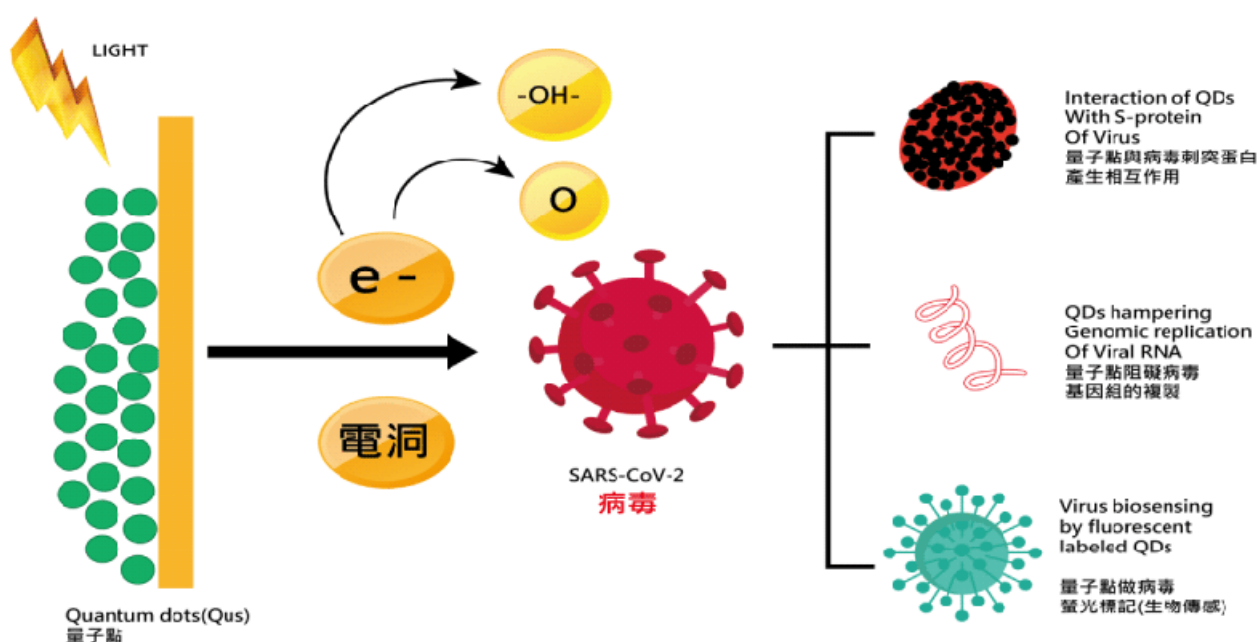 LIGHT
-OH-
O
e -
電洞
Quantum dots(Qus)
量子點
SARS-CoV-2
病毒
Interaction of QDs
With S-protein
Of Virus
量子點與病毒刺突蛋白
產生相互作用
QDs hampering
Genomic replication
Of Viral RNA
量子點阻礙病毒
基因組的複製
Virus biosensing
by fluorescent
labeled QDs
量子點做病毒
螢光標記(生物傳感)